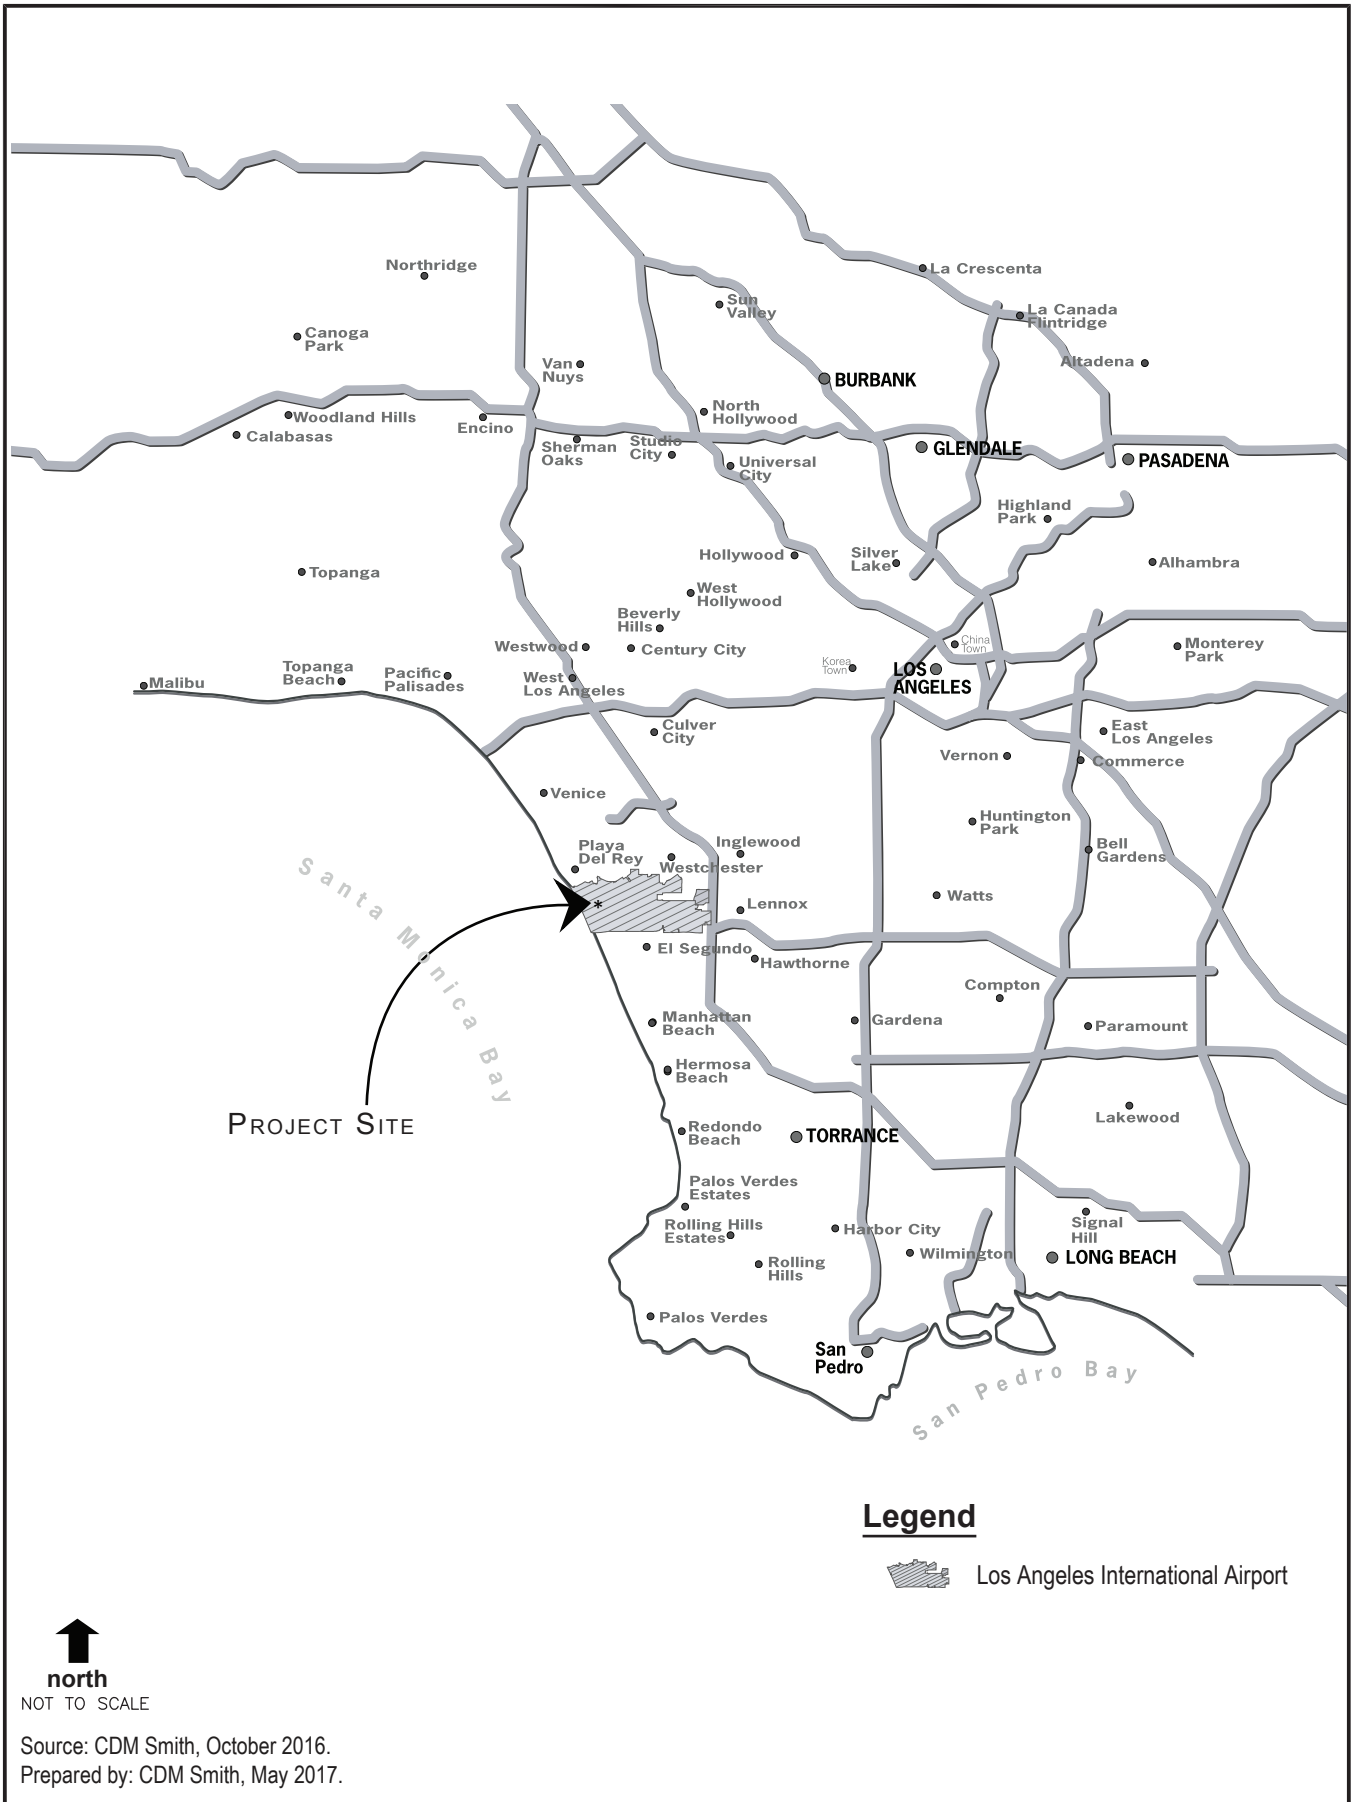 Northridge
La Crescenta
Sun
Valley
La Canada
Flintridge
Canoga
Park
Van
Nuys
Altadena
BURBANK
North
Hollywood
Woodland Hills
Calabasas
Encino
Sherman
Oaks
Studio
City
Universal
City
GLENDALE
PASADENA
Highland
Park
Hollywood
Silver
Lake
Alhambra
Topanga
West
Hollywood
Beverly
Hills
Westwood
Century City
China
Town
Monterey
Park
Korea
Town
LOS
ANGELES
Malibu
Topanga
Beach
Pacific
Palisades
West
Los Angeles
Culver
City
East
Los Angeles
Vernon
Commerce
Venice
Huntington
Park
Playa
Del Rey
Westchester
Inglewood
Bell
Gardens
Santa Monica Bay
Lennox
Watts
El Segundo
Hawthorne
Compton
Manhattan
Beach
Gardena
Paramount
Hermosa
Beach
PROJECT SITE
*
Redondo
Beach
TORRANCE
Lakewood
Palos Verdes
Estates
Rolling Hills
Estates
Harbor City
Signal
Hill
Wilmington
LONG BEACH
Rolling
Hills
Palos Verdes
San
Pedro
San Pedro Bay
Legend
Los Angeles International Airport
north
NOT TO SCALE
Source: CDM Smith, October 2016.
Prepared by: CDM Smith, May 2017.